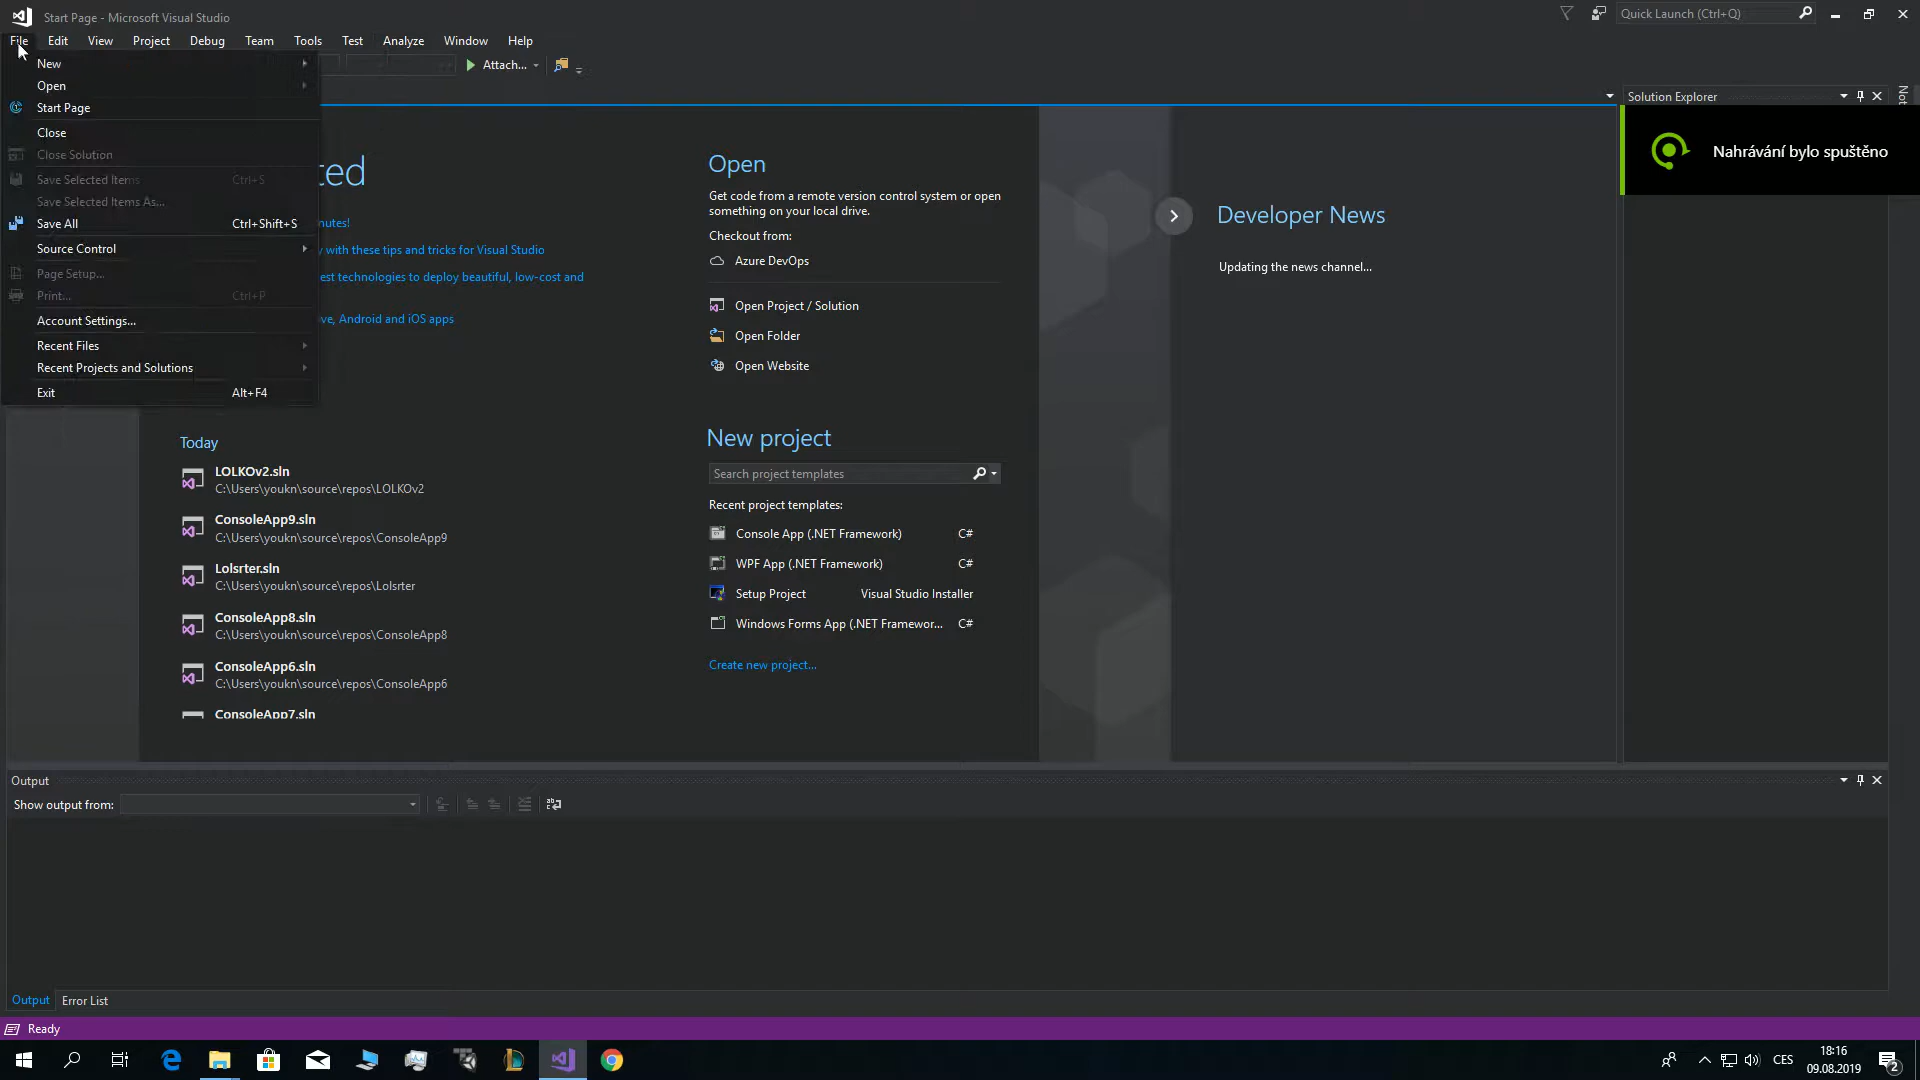 Start Page - Microsoft Visual Studio
Quick Launch (Ctrl+Q)
File Edit View Project Debug Team Tools Test Analyze Window Help
Attach...
New
Open
Start Page
Close
Close Solution
Save Selected Items Ctrl+S
Save Selected Items As...
Save All Ctrl+Shift+S
Source Control
Page Setup...
Print... Ctrl+P
Account Settings...
Recent Files
Recent Projects and Solutions
Exit Alt+F4
ted
nutes!
y with these tips and tricks for Visual Studio
est technologies to deploy beautiful, low-cost and
ve, Android and iOS apps
Today
LOLKOv2.sln
C:\Users\youkn\source\repos\LOLKOv2
ConsoleApp9.sln
C:\Users\youkn\source\repos\ConsoleApp9
Lolsrter.sln
C:\Users\youkn\source\repos\Lolsrter
ConsoleApp8.sln
C:\Users\youkn\source\repos\ConsoleApp8
ConsoleApp6.sln
C:\Users\youkn\source\repos\ConsoleApp6
ConsoleApp7.sln
Open
Get code from a remote version control system or open
something on your local drive.
Checkout from:
Azure DevOps
Open Project / Solution
Open Folder
Open Website
New project
Search project templates
Recent project templates:
Console App (.NET Framework) C#
WPF App (.NET Framework) C#
Setup Project Visual Studio Installer
Windows Forms App (.NET Framewor... C#
Create new project...
Developer News
Updating the news channel...
Solution Explorer
Not
Nahrávání bylo spuštěno
Output
Show output from:
Output Error List
Ready
CES
18:16
09.08.2019
2